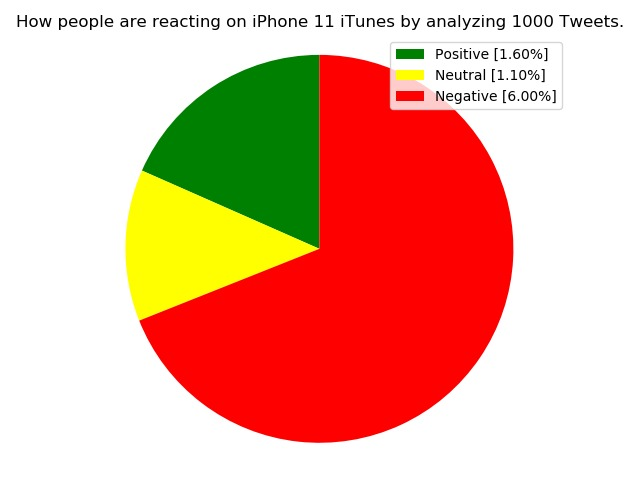 How people are reacting on iPhone 11 iTunes by analyzing 1000 Tweets.
Positive [1.60%]
Neutral [1.10%]
Negative [6.00%]